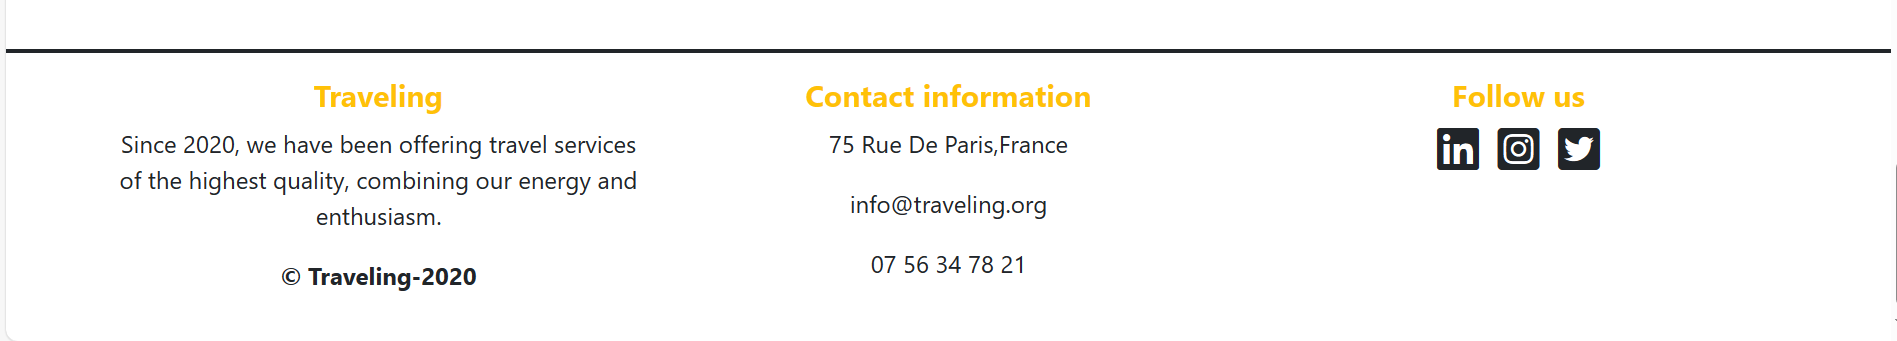 Traveling
Since 2020, we have been offering travel services
of the highest quality, combining our energy and
enthusiasm.
© Traveling-2020
Contact information
75 Rue De Paris,France
info@traveling.org
07 56 34 78 21
Follow us
in